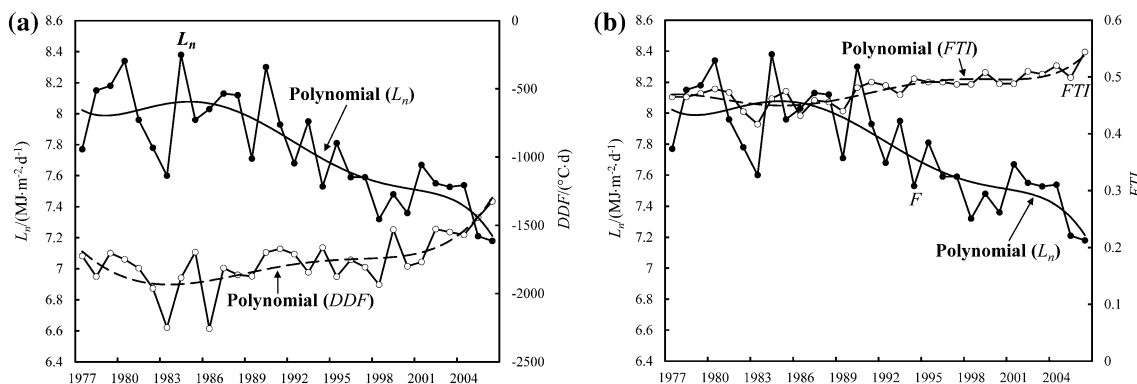 (a)
8.6
8.4
8.2
8
7.8
7.6
7.4
7.2
7
6.8
6.6
6.4
Ln/(MJ·m-2·d-1)
Ln
Polynomial (Ln)
Polynomial (DDF)
0
-500
-1000
-1500
-2000
-2500
DDF/(°C·d)
1977 1980 1983 1986 1989 1992 1995 1998 2001 2004
(b)
8.6
8.4
8.2
8
7.8
7.6
7.4
7.2
7
6.8
6.6
6.4
Ln/(MJ·m-2·d-1)
Polynomial (FTI)
FTI
F
Polynomial (Ln)
0.6
0.5
0.4
0.3
0.2
0.1
0
FTI
1977 1980 1983 1986 1989 1992 1995 1998 2001 2004